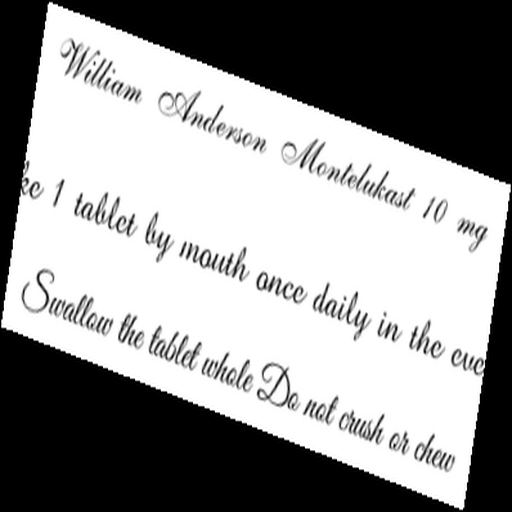 William Anderson Montelukast 10 mg
1 tablet by mouth once daily in the
Swallow the tablet whole Do not crush or chew